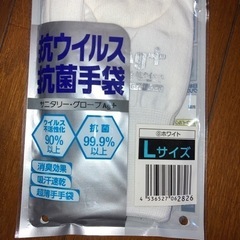 抗ウイルス
抗菌手袋
サニタリー・グローブ
ウイルス
不活性化
90%
以上
抗菌
99.9%
以上
消臭効果
吸汗速乾
超薄手手袋
②ホワイト
Lサイズ
4536527062826